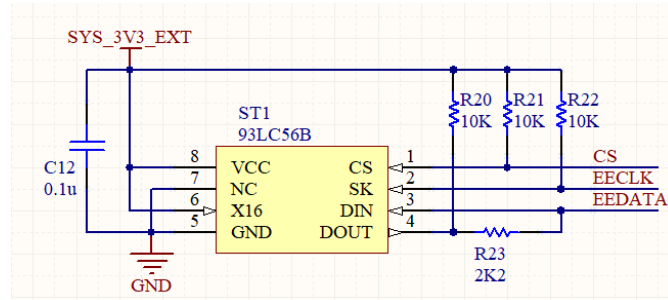 SYS_3V3_EXT
ST1
93LC56B
C12
0.1u
R20
10K
R21
10K
R22
10K
8 VCC CS 1 CS
7 NC SK 2 EECLK
6 X16 DIN 3 EEDATA
5 GND DOUT 4
R23
2K2
GND